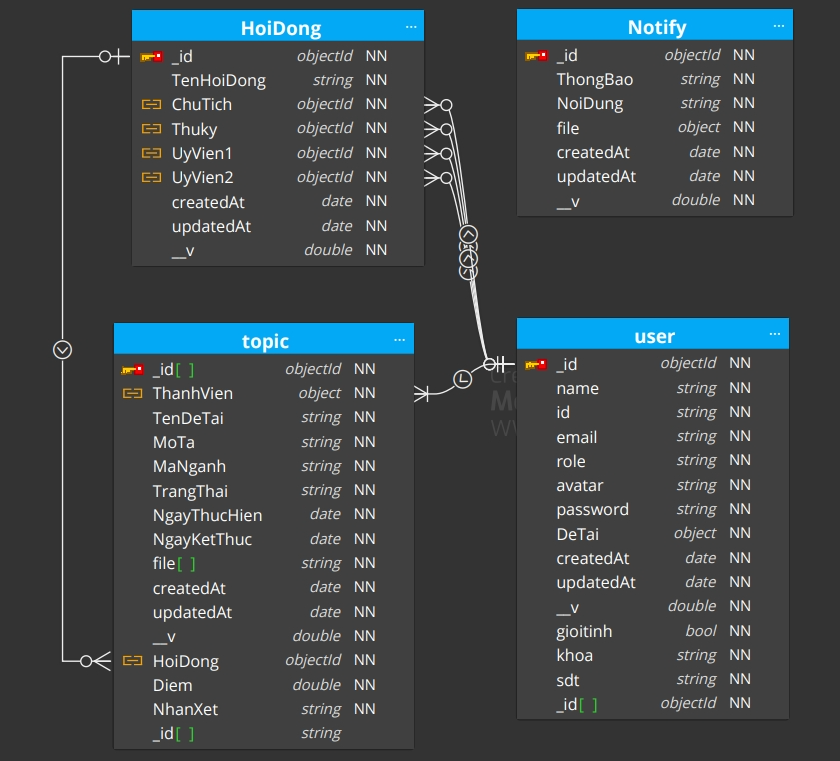 HoiDong ...
_id objectId NN
TenHoiDong string NN
ChuTich objectId NN
Thuky objectId NN
UyVien1 objectId NN
UyVien2 objectId NN
createdAt date NN
updatedAt date NN
__v double NN
Notify ...
_id objectId NN
ThongBao string NN
NoiDung string NN
file object NN
createdAt date NN
updatedAt date NN
__v double NN
topic ...
_id[ ] objectId NN
ThanhVien object NN
TenDeTai string NN
MoTa string NN
MaNganh string NN
TrangThai string NN
NgayThucHien date NN
NgayKetThuc date NN
file[ ] string NN
createdAt date NN
updatedAt date NN
__v double NN
HoiDong objectId NN
Diem double NN
NhanXet string NN
_id[ ] string
user ...
_id objectId NN
name string NN
id string NN
email string NN
role string NN
avatar string NN
password string NN
DeTai object NN
createdAt date NN
updatedAt date NN
__v double NN
gioitinh bool NN
khoa string NN
sdt string NN
_id[ ] objectId NN
L